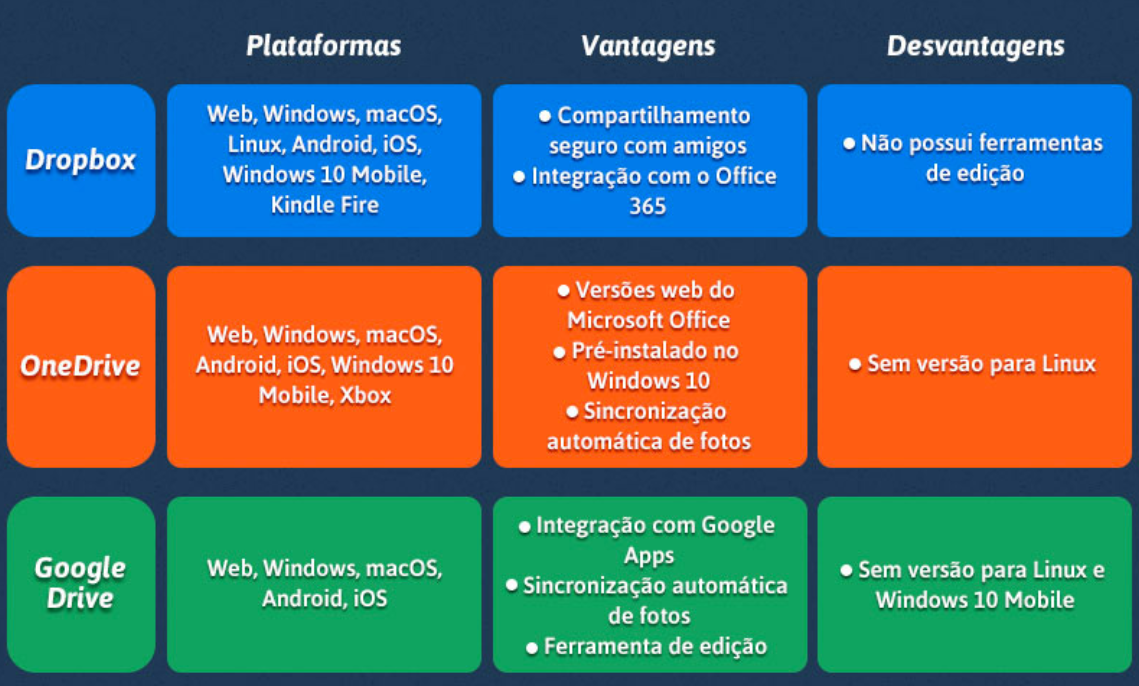 Plataformas
Vantagens
Desvantagens
Dropbox
Web, Windows, macOS,
Linux, Android, iOS,
Windows 10 Mobile,
Kindle Fire
● Compartilhamento
seguro com amigos
● Integração com o Office
365
● Não possui ferramentas
de edição
OneDrive
Web, Windows, macOS,
Android, iOS, Windows 10
Mobile, Xbox
● Versões web do
Microsoft Office
● Pré-instalado no
Windows 10
● Sincronização
automática de fotos
● Sem versão para Linux
Google
Drive
Web, Windows, macOS,
Android, iOS
● Integração com Google
Apps
● Sincronização automática
de fotos
● Ferramenta de edição
● Sem versão para Linux e
Windows 10 Mobile